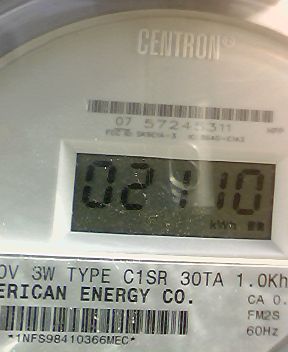 CENTRON®
07 57245311
02110
kWh
0V 3W TYPE C1SR 30TA 1.0Kh
ERICAN ENERGY CO.
CA 0.
FM2S
60Hz
*1NFS98410366MEC*